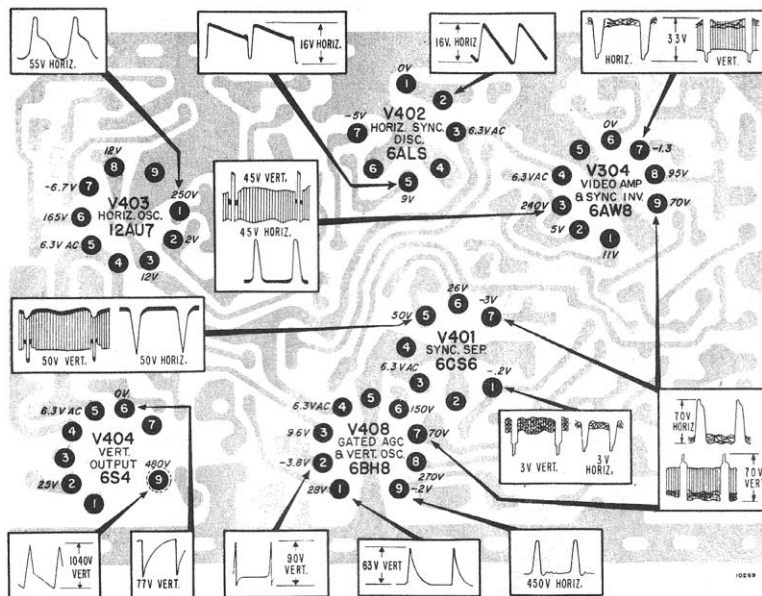 55V HORIZ.
16V HORIZ.
16V. HORIZ
HORIZ.
33V
VERT.
0V
1
2
V402
HORIZ. SYNC.
DISC.
6AL5
-5V
7
3
6.3V AC
6
4
5
9V
0V
6
5
7
-1.3
V304
VIDEO AMP
& SYNC INV.
6AW8
6.3VAC
4
8
95V
240V
3
9
70V
5V
2
1
11V
12V
8
9
-6.7V
7
V403
HORIZ. OSC.
12AU7
250V
1
165V
6
2
.2V
6.3V AC
5
4
3
12V
45V VERT.
45V HORIZ.
50V VERT.
50V HORIZ.
26V
6
-3V
7
50V
5
V401
SYNC. SEP.
6CS6
4
6.3VAC
3
2
1
-.2V
0V.
6
6.3V AC
5
7
4
V404
VERT.
OUTPUT
6S4
3
480V
9
25V
2
1
5
6.3VAC
4
6
150V
V408
GATED AGC
& VERT. OSC.
6BH8
9.6V
3
7
70V
-3.8V
2
8
270V
28V
1
9
-.2V
3V VERT.
3V
HORIZ.
70V
HORIZ
70V
VERT.
1040V
VERT.
77V VERT.
90V
VERT.
63V VERT
450V HORIZ.
10269